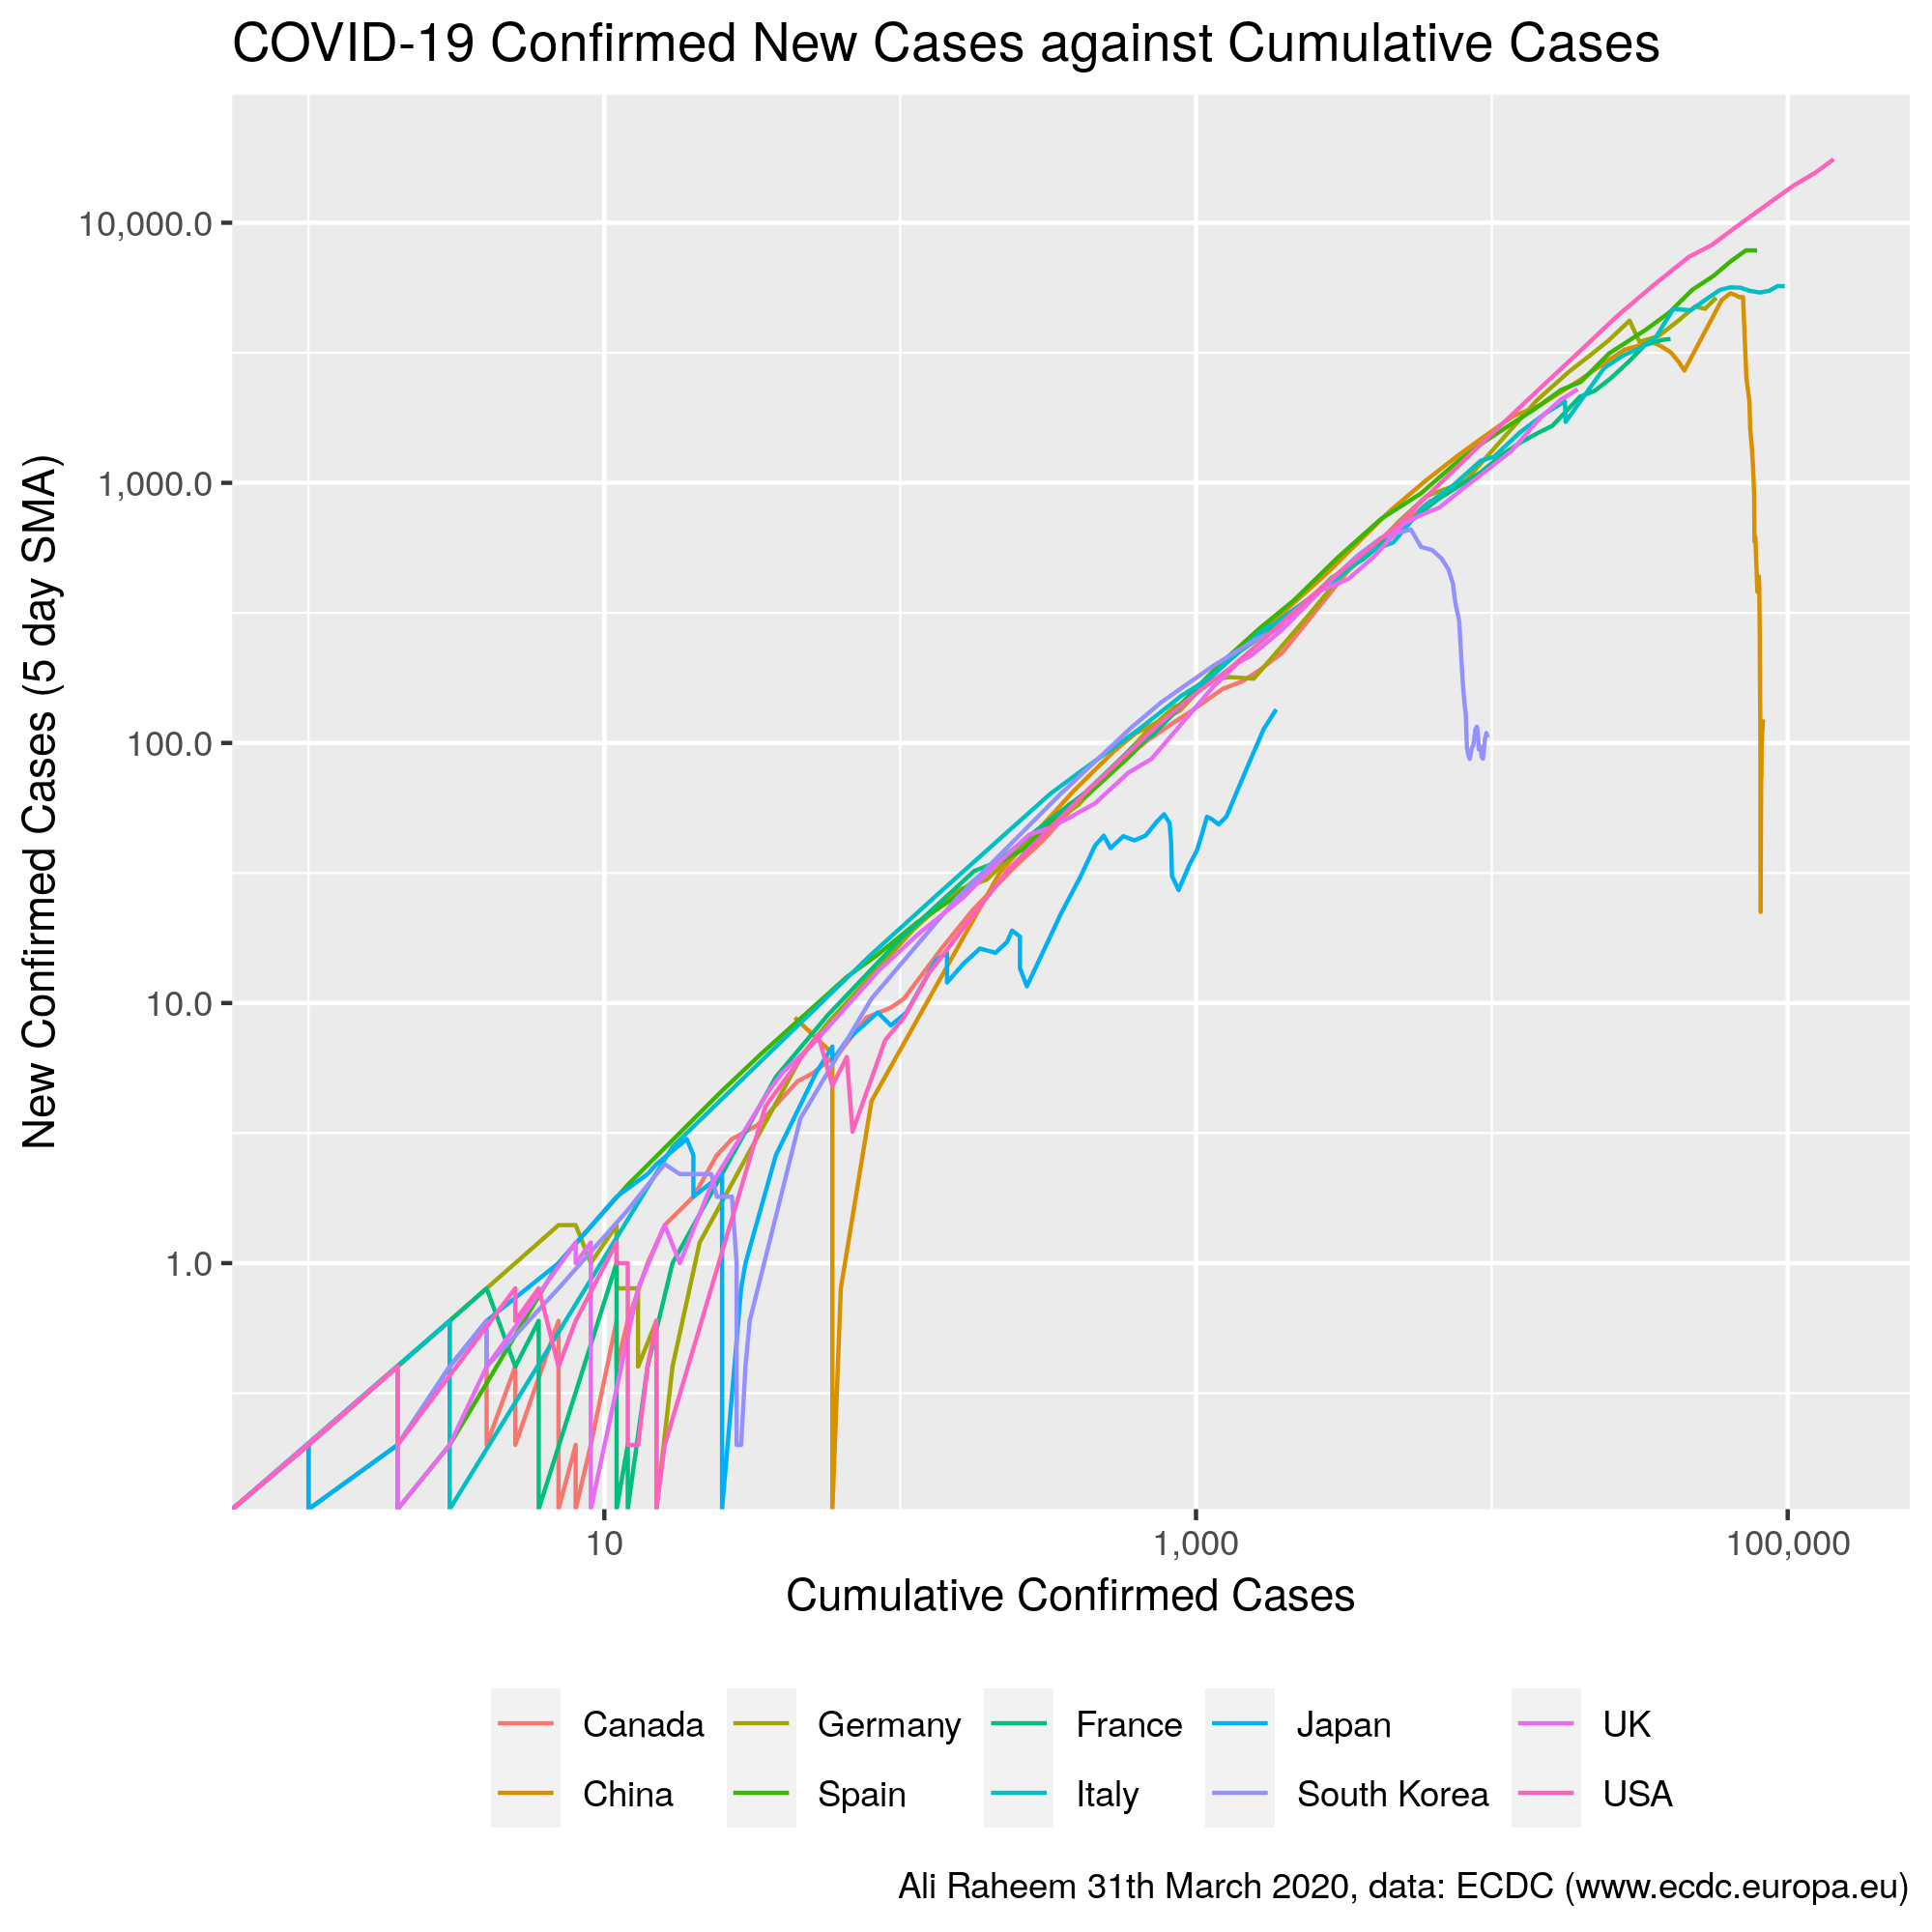 COVID-19 Confirmed New Cases against Cumulative Cases
New Confirmed Cases (5 day SMA)
10,000.0
1,000.0
100.0
10.0
1.0
10 1,000 100,000
Cumulative Confirmed Cases
Canada Germany France Japan UK
China Spain Italy South Korea USA
Ali Raheem 31th March 2020, data: ECDC (www.ecdc.europa.eu)